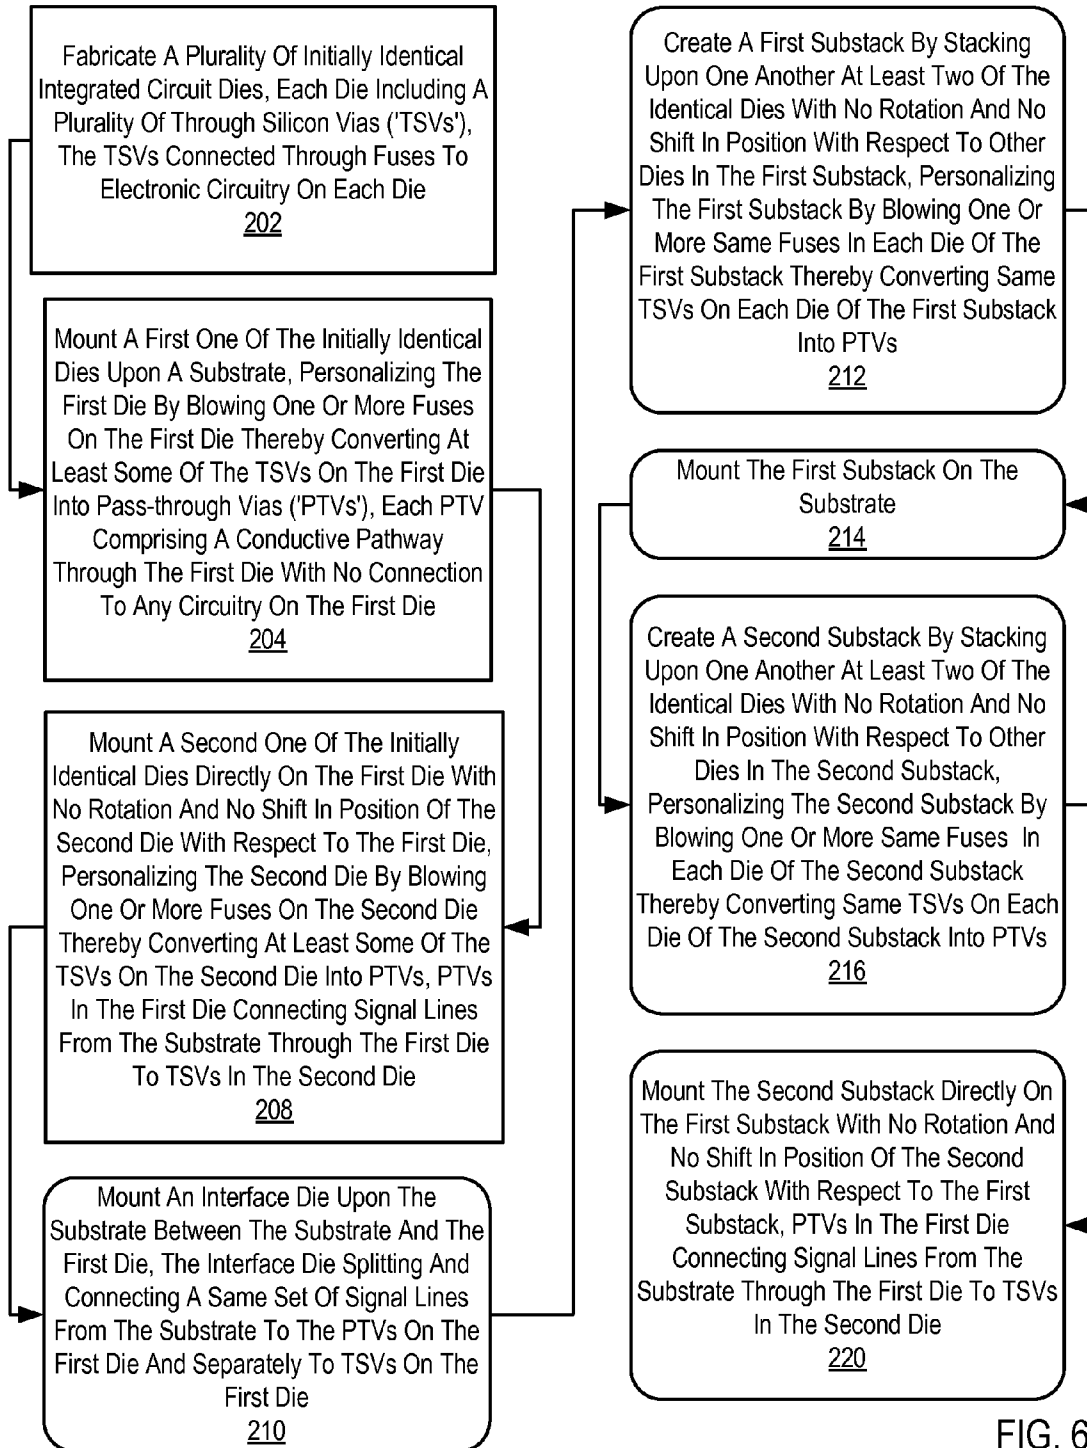 Fabricate A Plurality Of Initially Identical
Integrated Circuit Dies, Each Die Including A
Plurality Of Through Silicon Vias ('TSVs'),
The TSVs Connected Through Fuses To
Electronic Circuitry On Each Die
202
Mount A First One Of The Initially Identical
Dies Upon A Substrate, Personalizing The
First Die By Blowing One Or More Fuses
On The First Die Thereby Converting At
Least Some Of The TSVs On The First Die
Into Pass-through Vias ('PTVs'), Each PTV
Comprising A Conductive Pathway
Through The First Die With No Connection
To Any Circuitry On The First Die
204
Mount A Second One Of The Initially
Identical Dies Directly On The First Die With
No Rotation And No Shift In Position Of The
Second Die With Respect To The First Die,
Personalizing The Second Die By Blowing
One Or More Fuses On The Second Die
Thereby Converting At Least Some Of The
TSVs On The Second Die Into PTVs, PTVs
In The First Die Connecting Signal Lines
From The Substrate Through The First Die
To TSVs In The Second Die
208
Mount An Interface Die Upon The
Substrate Between The Substrate And The
First Die, The Interface Die Splitting And
Connecting A Same Set Of Signal Lines
From The Substrate To The PTVs On The
First Die And Separately To TSVs On The
First Die
210
Create A First Substack By Stacking
Upon One Another At Least Two Of The
Identical Dies With No Rotation And No
Shift In Position With Respect To Other
Dies In The First Substack, Personalizing
The First Substack By Blowing One Or
More Same Fuses In Each Die Of The
First Substack Thereby Converting Same
TSVs On Each Die Of The First Substack
Into PTVs
212
Mount The First Substack On The
Substrate
214
Create A Second Substack By Stacking
Upon One Another At Least Two Of The
Identical Dies With No Rotation And No
Shift In Position With Respect To Other
Dies In The Second Substack,
Personalizing The Second Substack By
Blowing One Or More Same Fuses In
Each Die Of The Second Substack
Thereby Converting Same TSVs On Each
Die Of The Second Substack Into PTVs
216
Mount The Second Substack Directly On
The First Substack With No Rotation And
No Shift In Position Of The Second
Substack With Respect To The First
Substack, PTVs In The First Die
Connecting Signal Lines From The
Substrate Through The First Die To TSVs
In The Second Die
220
FIG. 6